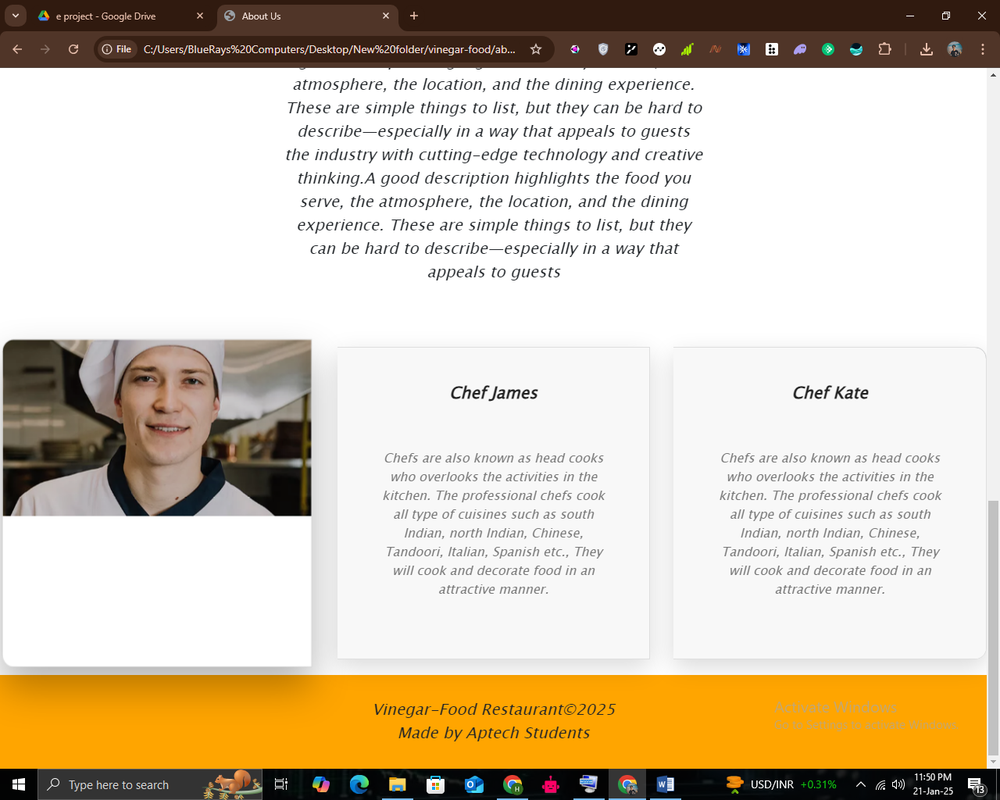 e project - Google Drive
About Us
File
C:/Users/BlueRays%20Computers/Desktop/New%20folder/vinegar-food/ab...
atmosphere, the location, and the dining experience.
These are simple things to list, but they can be hard to
describe—especially in a way that appeals to guests
the industry with cutting-edge technology and creative
thinking.A good description highlights the food you
serve, the atmosphere, the location, and the dining
experience. These are simple things to list, but they
can be hard to describe—especially in a way that
appeals to guests
Chef James
Chefs are also known as head cooks
who overlooks the activities in the
kitchen. The professional chefs cook
all type of cuisines such as south
Indian, north Indian, Chinese,
Tandoori, Italian, Spanish etc., They
will cook and decorate food in an
attractive manner.
Chef Kate
Chefs are also known as head cooks
who overlooks the activities in the
kitchen. The professional chefs cook
all type of cuisines such as south
Indian, north Indian, Chinese,
Tandoori, Italian, Spanish etc., They
will cook and decorate food in an
attractive manner.
Vinegar-Food Restaurant©2025
Made by Aptech Students
Activate Windows
Go to Settings to activate Windows.
Type here to search
USD/INR +0.31%
11:50 PM
21-Jan-25
13